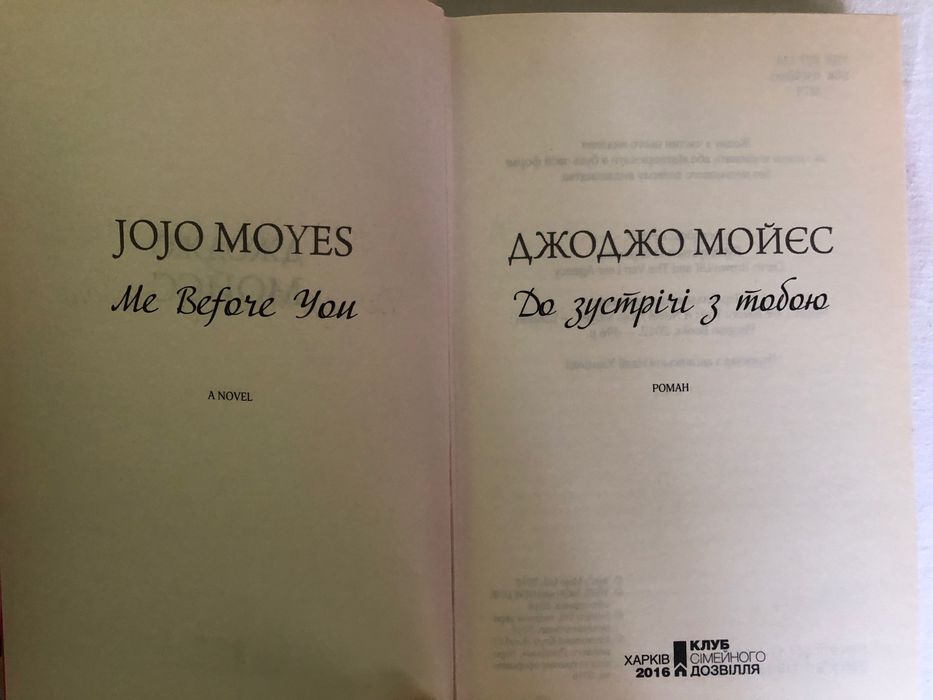 JOJO MOYES
Me Before You
A NOVEL
ДЖОДЖО МОЙЄС
До зустрічі з тобою
РОМАН
ХАРКІВ
2016
КЛУБ
СІМЕЙНОГО
ДОЗВІЛЛЯ